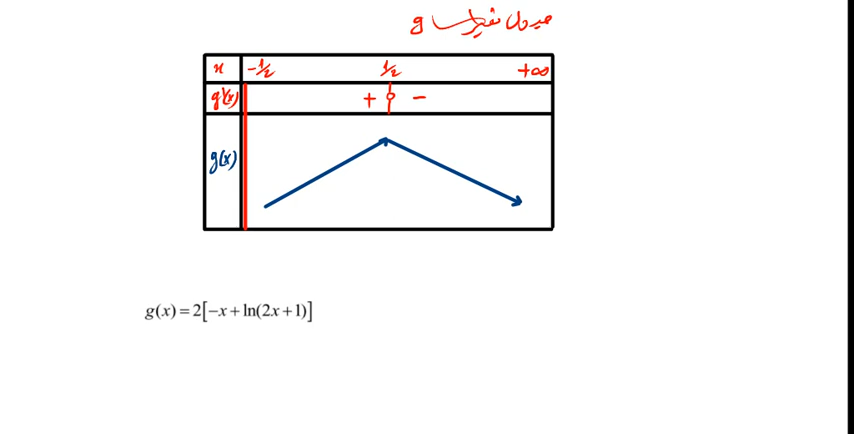 جدول تغيرات g
x -1/2 1/2 +∞
g'(x) + 0 -
g(x)
g(x)=2[-x+ln(2x+1)]